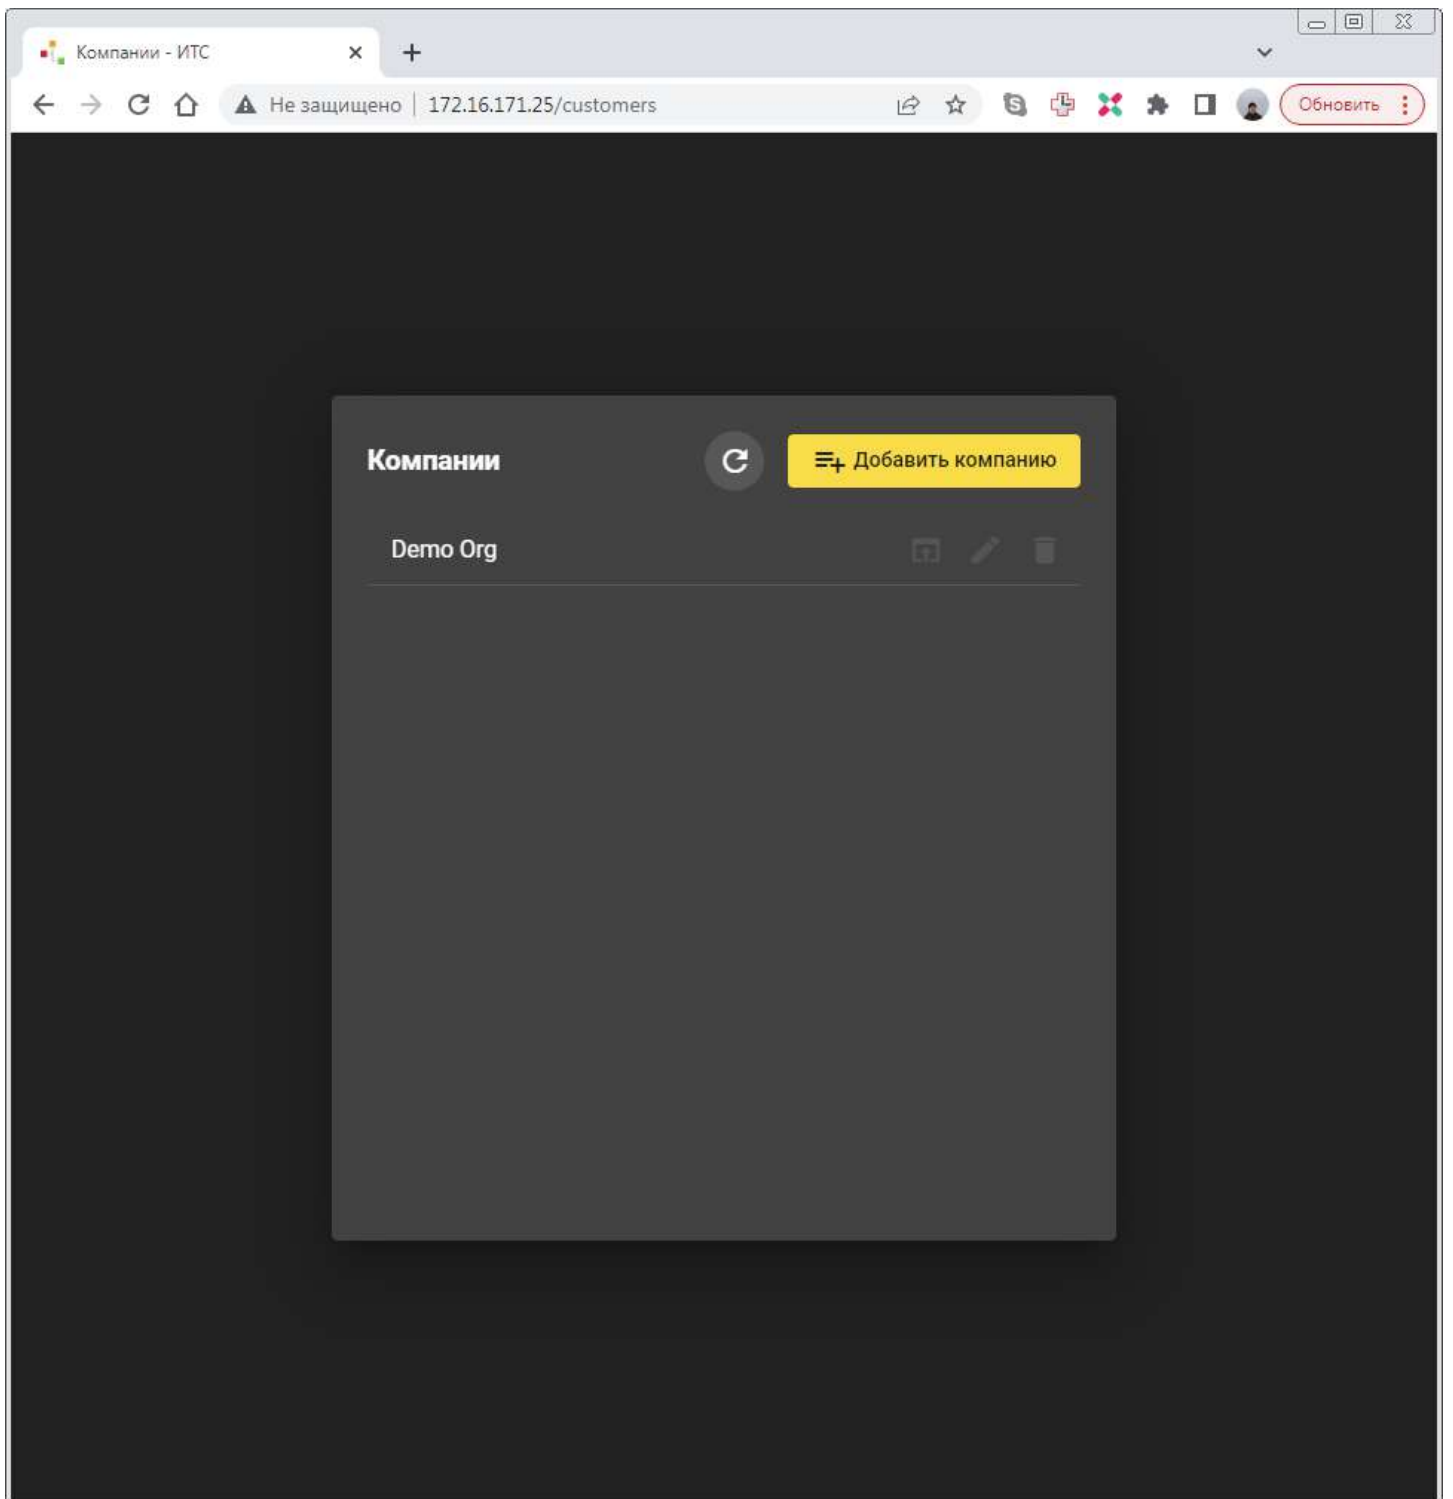 Компании - ИТС
Не защищено | 172.16.171.25/customers
Обновить
Компании
Добавить компанию
Demo Org